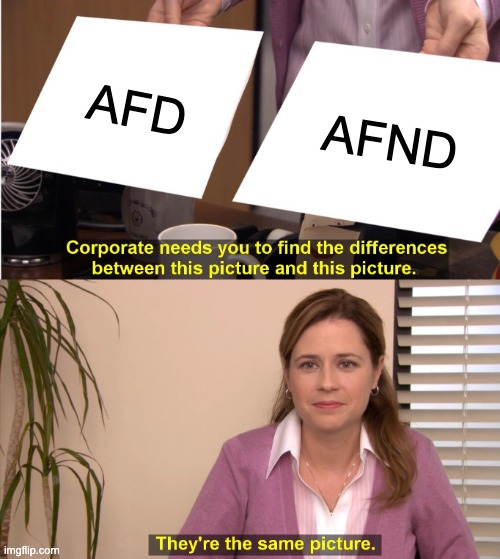 AFD
AFND
Corporate needs you to find the differences
between this picture and this picture.
They're the same picture.
imgflip.com